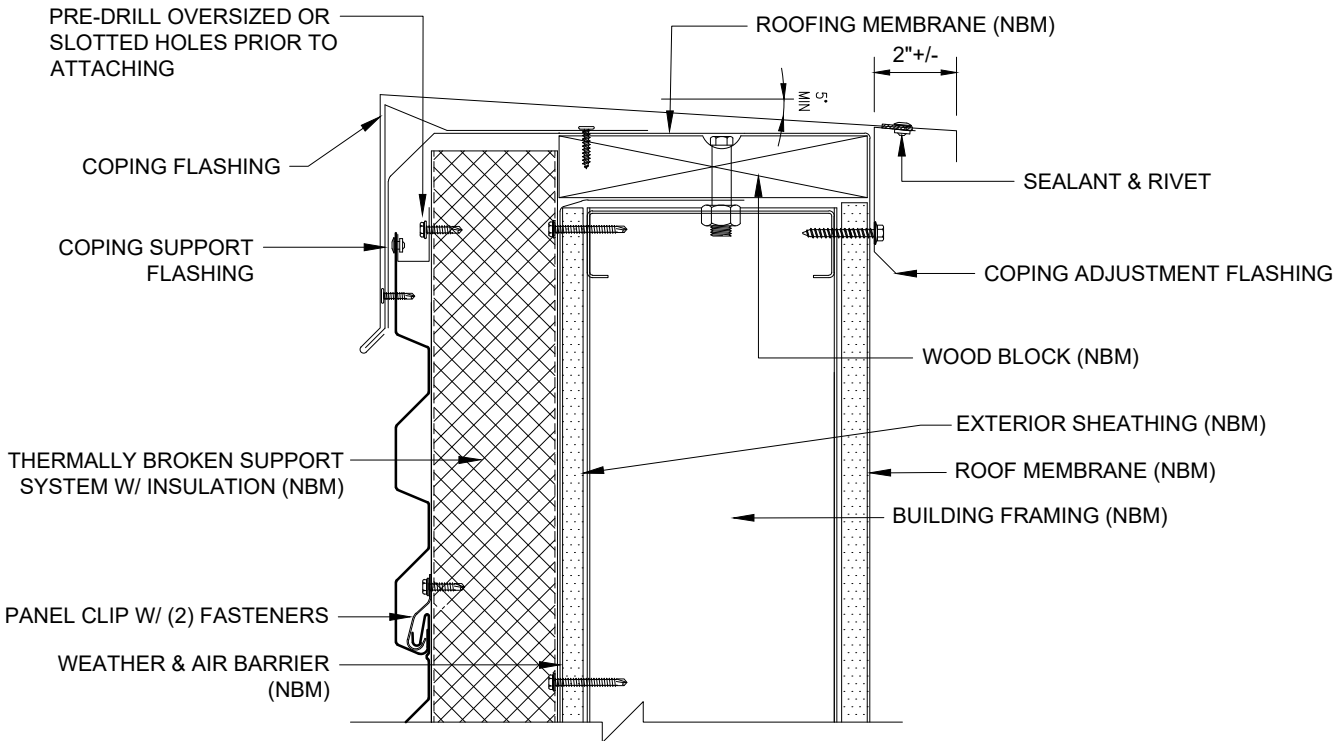 PRE-DRILL OVERSIZED OR
SLOTTED HOLES PRIOR TO
ATTACHING
ROOFING MEMBRANE (NBM)
2"+/-
5°
MIN
COPING FLASHING
SEALANT & RIVET
COPING SUPPORT
FLASHING
COPING ADJUSTMENT FLASHING
WOOD BLOCK (NBM)
EXTERIOR SHEATHING (NBM)
THERMALLY BROKEN SUPPORT
SYSTEM W/ INSULATION (NBM)
ROOF MEMBRANE (NBM)
BUILDING FRAMING (NBM)
PANEL CLIP W/ (2) FASTENERS
WEATHER & AIR BARRIER
(NBM)